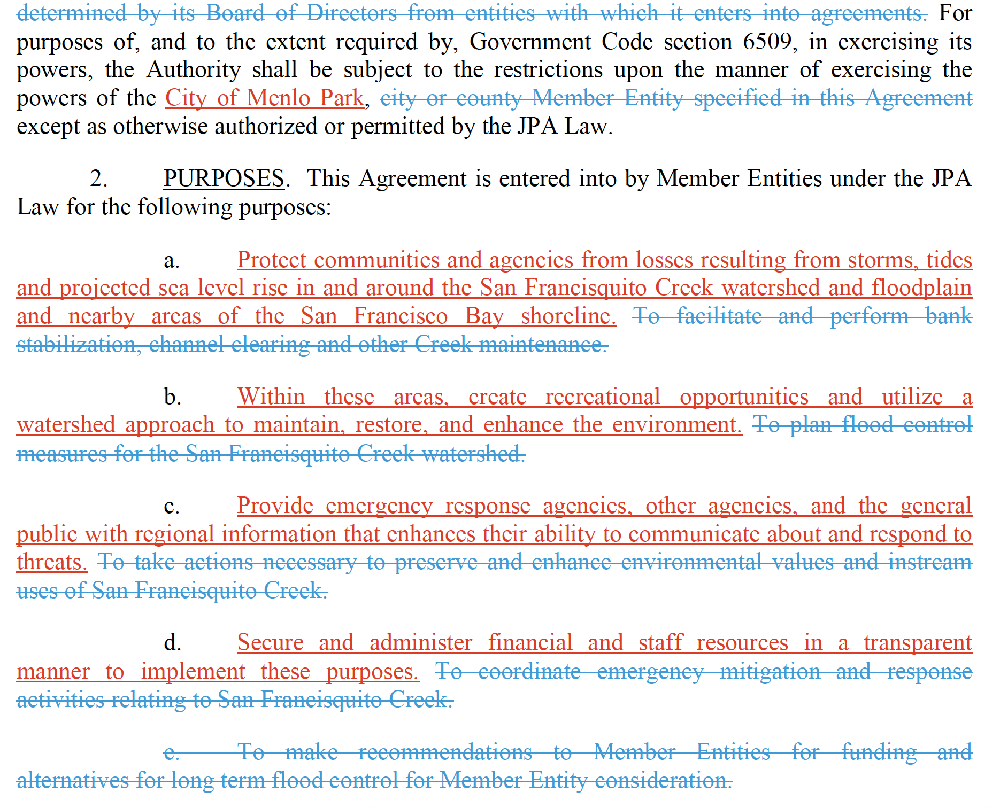 determined by its Board of Directors from entities with which it enters into agreements. For
purposes of, and to the extent required by, Government Code section 6509, in exercising its
powers, the Authority shall be subject to the restrictions upon the manner of exercising the
powers of the City of Menlo Park, city or county Member Entity specified in this Agreement
except as otherwise authorized or permitted by the JPA Law.
2. PURPOSES. This Agreement is entered into by Member Entities under the JPA
Law for the following purposes:
a. Protect communities and agencies from losses resulting from storms, tides
and projected sea level rise in and around the San Francisquito Creek watershed and floodplain
and nearby areas of the San Francisco Bay shoreline. To facilitate and perform bank
stabilization, channel clearing and other Creek maintenance.
b. Within these areas, create recreational opportunities and utilize a
watershed approach to maintain, restore, and enhance the environment. To plan flood control
measures for the San Francisquito Creek watershed.
c. Provide emergency response agencies, other agencies, and the general
public with regional information that enhances their ability to communicate about and respond to
threats. To take actions necessary to preserve and enhance environmental values and instream
uses of San Francisquito Creek.
d. Secure and administer financial and staff resources in a transparent
manner to implement these purposes. To coordinate emergency mitigation and response
activities relating to San Francisquito Creek.
e. To make recommendations to Member Entities for funding and
alternatives for long term flood control for Member Entity consideration.